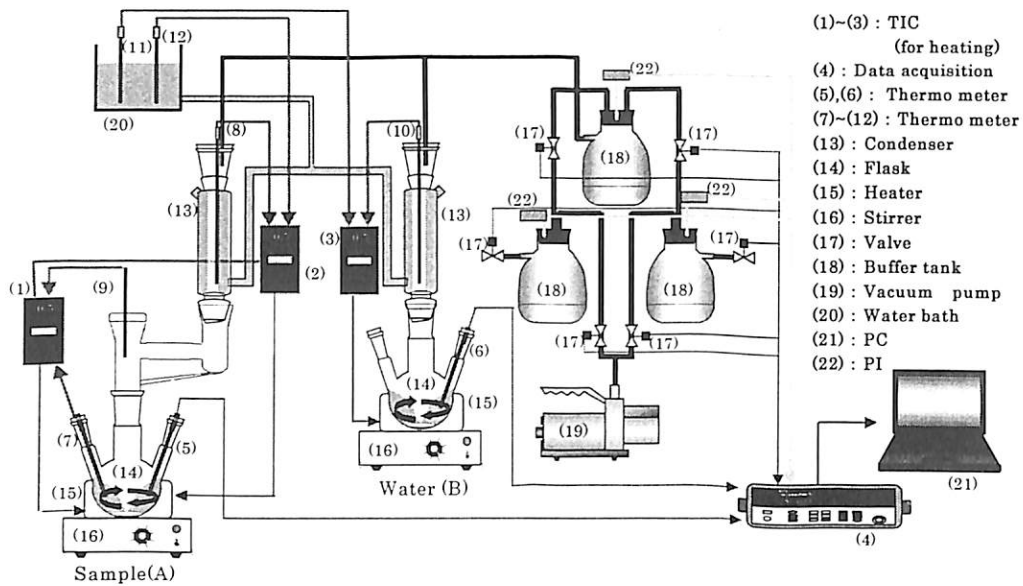 (11)
(12)
(20)
(8)
(10)
(22)
(17)
(18)
(17)
(13)
(13)
(22)
(22)
(3)
(2)
(17)
(17)
(1)
(9)
(18)
(18)
(17)
(17)
(6)
(14)
(15)
(16)
(19)
(7)
(5)
(14)
(15)
(16)
Water (B)
Sample(A)
(21)
(4)
(1)~(3) : TIC
(for heating)
(4) : Data acquisition
(5),(6) : Thermo meter
(7)~(12) : Thermo meter
(13) : Condenser
(14) : Flask
(15) : Heater
(16) : Stirrer
(17) : Valve
(18) : Buffer tank
(19) : Vacuum pump
(20) : Water bath
(21) : PC
(22) : PI